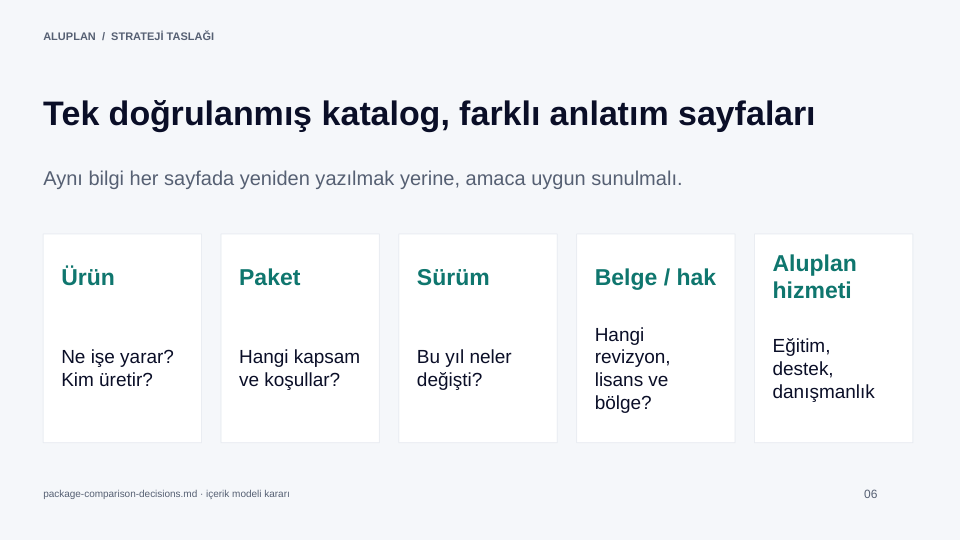 ALUPLAN / STRATEJİ TASLAĞI
Tek doğrulanmış katalog, farklı anlatım sayfaları
Aynı bilgi her sayfada yeniden yazılmak yerine, amaca uygun sunulmalı.
Ürün
Ne işe yarar?
Kim üretir?
Paket
Hangi kapsam
ve koşullar?
Sürüm
Bu yıl neler
değişti?
Belge / hak
Hangi
revizyon,
lisans ve
bölge?
Aluplan
hizmeti
Eğitim,
destek,
danışmanlık
package-comparison-decisions.md · içerik modeli kararı
06